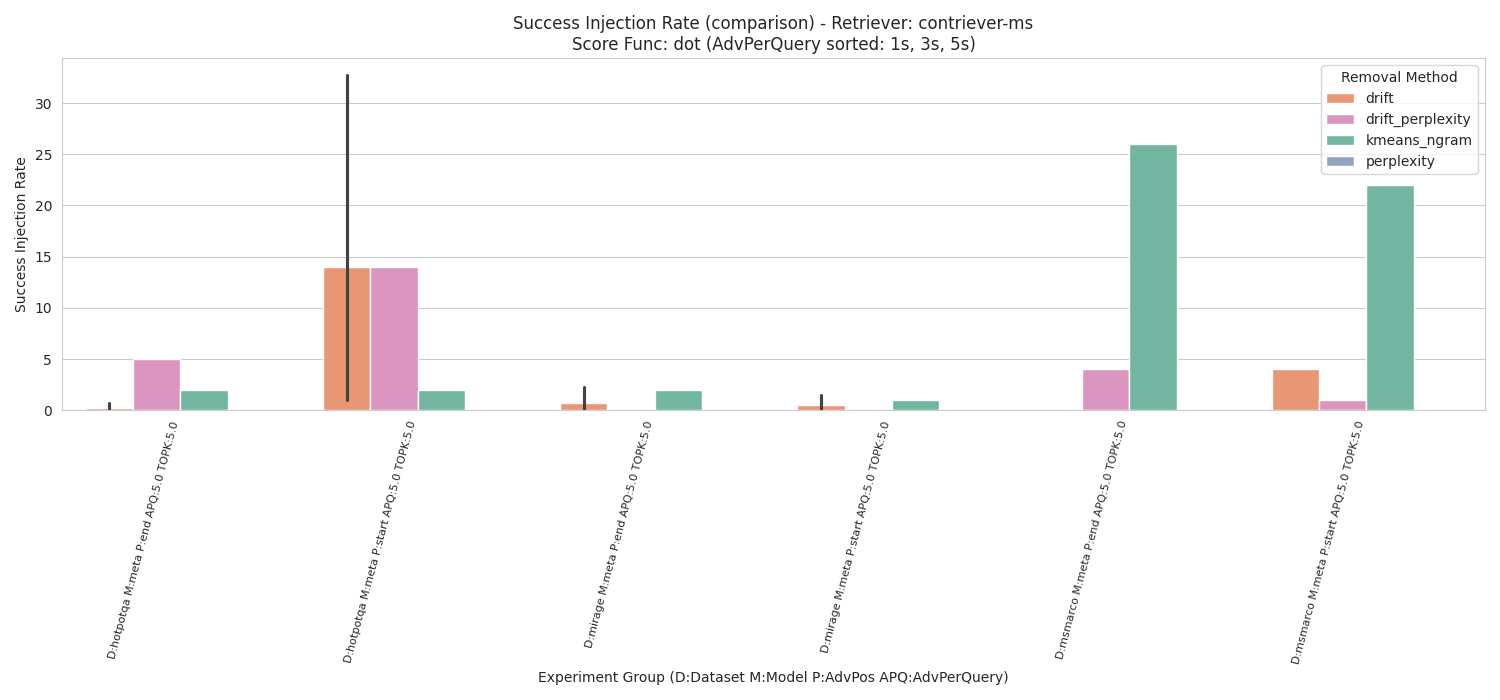 Success Injection Rate (comparison) - Retriever: contriever-ms
Score Func: dot (AdvPerQuery sorted: 1s, 3s, 5s)
Removal Method
drift
drift_perplexity
kmeans_ngram
perplexity
Success Injection Rate
30
25
20
15
10
5
0
D:hotpotqa M:meta P:end APQ:5.0 TOPK:5.0
D:hotpotqa M:meta P:start APQ:5.0 TOPK:5.0
D:mirage M:meta P:end APQ:5.0 TOPK:5.0
D:mirage M:meta P:start APQ:5.0 TOPK:5.0
D:msmarco M:meta P:end APQ:5.0 TOPK:5.0
D:msmarco M:meta P:start APQ:5.0 TOPK:5.0
Experiment Group (D:Dataset M:Model P:AdvPos APQ:AdvPerQuery)